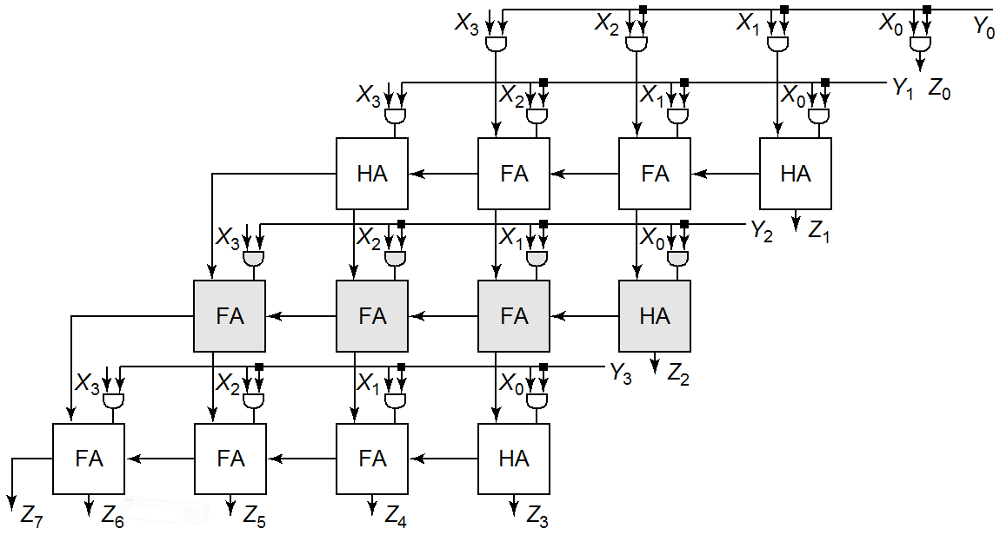 X3 X2 X1 X0 Y0
X3 X2 X1 X0 Y1 Z0
HA FA FA HA
X3 X2 X1 X0 Y2 Z1
FA FA FA HA
X3 X2 X1 X0 Y3 Z2
FA FA FA HA
Z7 Z6 Z5 Z4 Z3